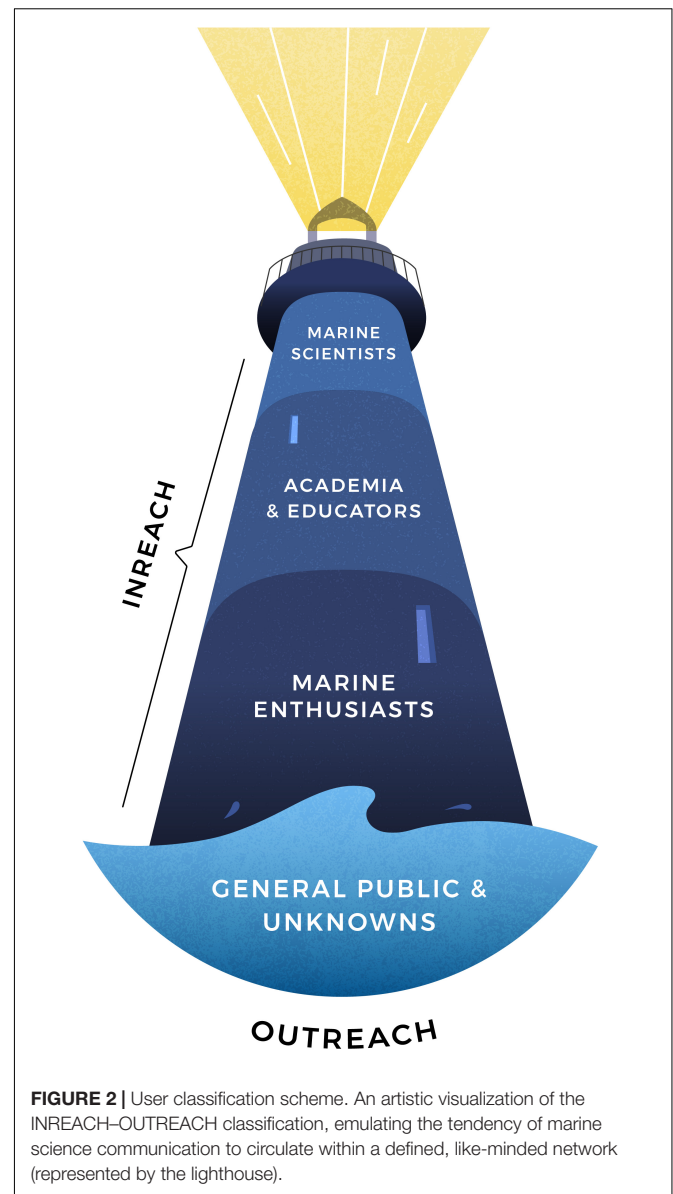 MARINE
SCIENTISTS
ACADEMIA
& EDUCATORS
INREACH
MARINE
ENTHUSIASTS
GENERAL PUBLIC &
UNKNOWNS
OUTREACH
FIGURE 2 | User classification scheme. An artistic visualization of the
INREACH–OUTREACH classification, emulating the tendency of marine
science communication to circulate within a defined, like-minded network
(represented by the lighthouse).